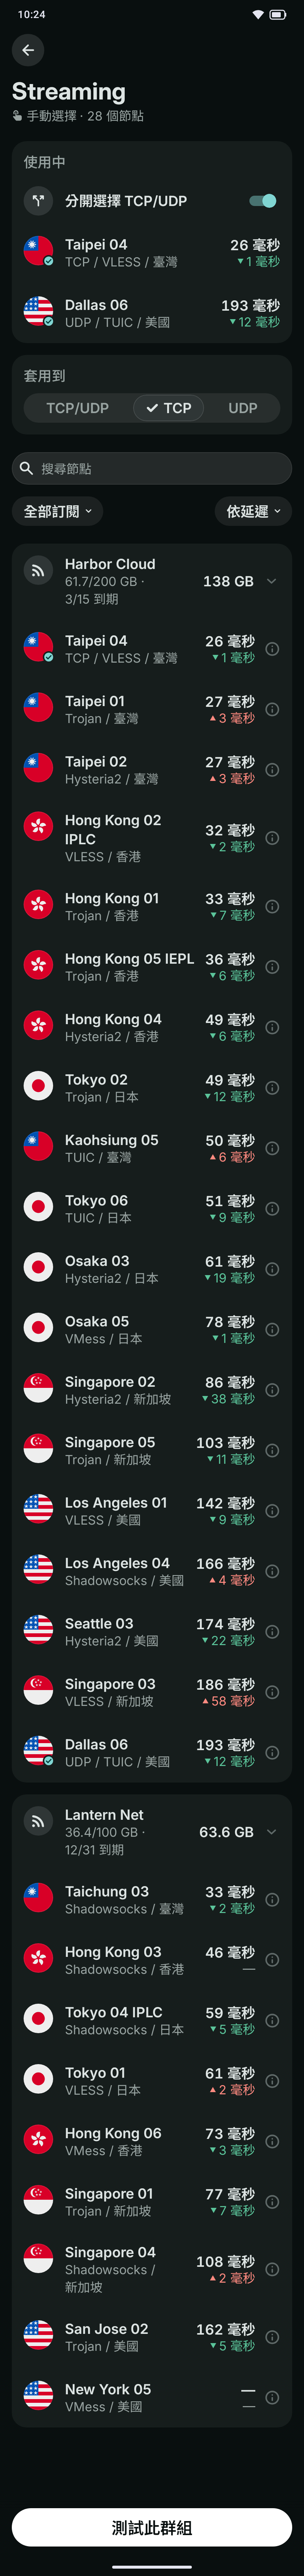 10:24
Streaming
手動選擇 · 28 個節點
使用中
分開選擇 TCP/UDP
Taipei 04
26 毫秒
TCP / VLESS / 臺灣
▼1 毫秒
Dallas 06
193 毫秒
UDP / TUIC / 美國
▼12 毫秒
套用到
TCP/UDP
TCP
UDP
搜尋節點
全部訂閱
依延遲
Harbor Cloud
61.7/200 GB ·
3/15 到期
138 GB
Taipei 04
26 毫秒
TCP / VLESS / 臺灣
▼1 毫秒
Taipei 01
27 毫秒
Trojan / 臺灣
▲3 毫秒
Taipei 02
27 毫秒
Hysteria2 / 臺灣
▲3 毫秒
Hong Kong 02
IPLC
32 毫秒
VLESS / 香港
▼2 毫秒
Hong Kong 01
33 毫秒
Trojan / 香港
▼7 毫秒
Hong Kong 05 IEPL
36 毫秒
Trojan / 香港
▼6 毫秒
Hong Kong 04
49 毫秒
Hysteria2 / 香港
▼6 毫秒
Tokyo 02
49 毫秒
Trojan / 日本
▼12 毫秒
Kaohsiung 05
50 毫秒
TUIC / 臺灣
▲6 毫秒
Tokyo 06
51 毫秒
TUIC / 日本
▼9 毫秒
Osaka 03
61 毫秒
Hysteria2 / 日本
▼19 毫秒
Osaka 05
78 毫秒
VMess / 日本
▼1 毫秒
Singapore 02
86 毫秒
Hysteria2 / 新加坡
▼38 毫秒
Singapore 05
103 毫秒
Trojan / 新加坡
▼11 毫秒
Los Angeles 01
142 毫秒
VLESS / 美國
▼9 毫秒
Los Angeles 04
166 毫秒
Shadowsocks / 美國
▲4 毫秒
Seattle 03
174 毫秒
Hysteria2 / 美國
▼22 毫秒
Singapore 03
186 毫秒
VLESS / 新加坡
▲58 毫秒
Dallas 06
193 毫秒
UDP / TUIC / 美國
▼12 毫秒
Lantern Net
36.4/100 GB ·
12/31 到期
63.6 GB
Taichung 03
33 毫秒
Shadowsocks / 臺灣
▼2 毫秒
Hong Kong 03
46 毫秒
Shadowsocks / 香港
—
Tokyo 04 IPLC
59 毫秒
Shadowsocks / 日本
▼5 毫秒
Tokyo 01
61 毫秒
VLESS / 日本
▲2 毫秒
Hong Kong 06
73 毫秒
VMess / 香港
▼3 毫秒
Singapore 01
77 毫秒
Trojan / 新加坡
▼7 毫秒
Singapore 04
108 毫秒
Shadowsocks /
新加坡
▲2 毫秒
San Jose 02
162 毫秒
Trojan / 美國
▼5 毫秒
New York 05
—
VMess / 美國
—
測試此群組